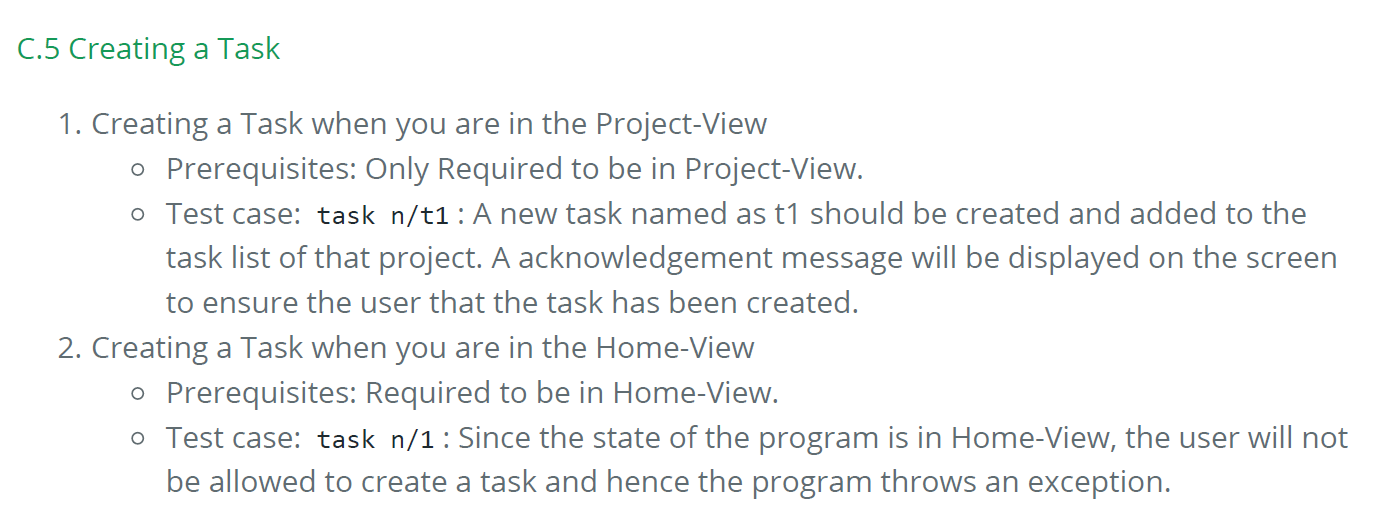 C.5 Creating a Task
1. Creating a Task when you are in the Project-View
Prerequisites: Only Required to be in Project-View.
Test case: task n/t1 : A new task named as t1 should be created and added to the
task list of that project. A acknowledgement message will be displayed on the screen
to ensure the user that the task has been created.
2. Creating a Task when you are in the Home-View
Prerequisites: Required to be in Home-View.
Test case: task n/1 : Since the state of the program is in Home-View, the user will not
be allowed to create a task and hence the program throws an exception.